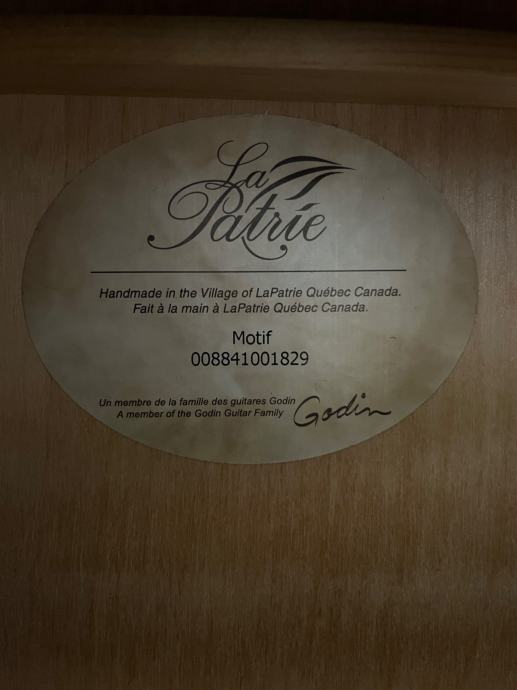 La
Patrie
Handmade in the Village of LaPatrie Québec Canada.
Fait à la main à LaPatrie Québec Canada.
Motif
008841001829
Un membre de la famille des guitares Godin
A member of the Godin Guitar Family
Godin